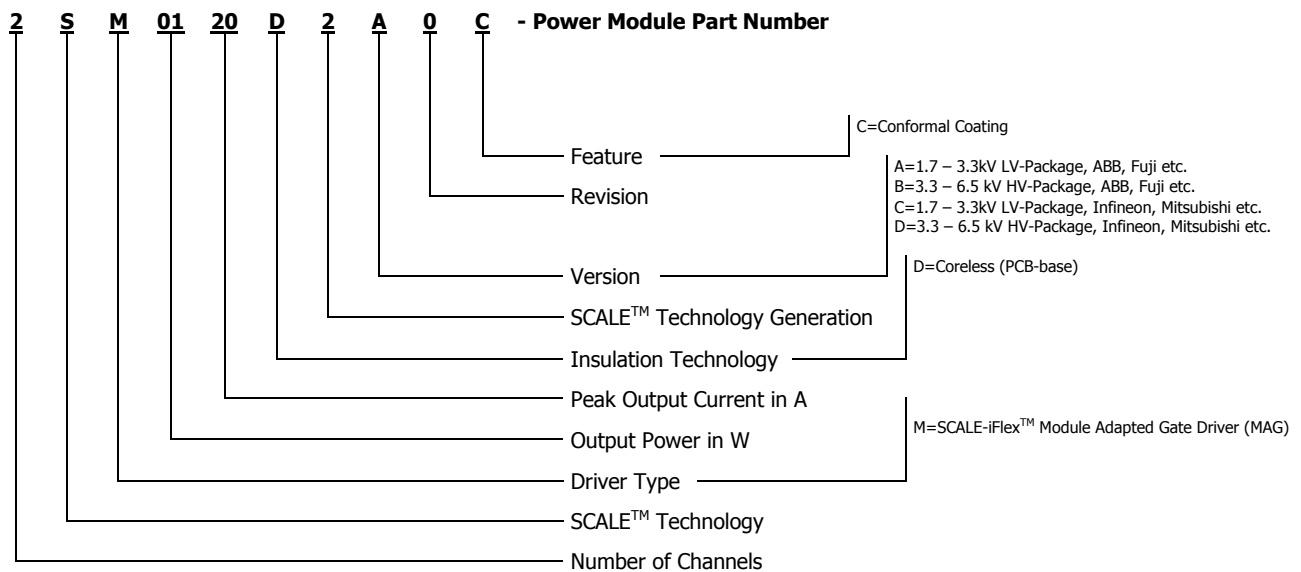 2 S M 01 20 D 2 A 0 C - Power Module Part Number
C=Conformal Coating
Feature
A=1.7 – 3.3kV LV-Package, ABB, Fuji etc.
B=3.3 – 6.5 kV HV-Package, ABB, Fuji etc.
C=1.7 – 3.3kV LV-Package, Infineon, Mitsubishi etc.
D=3.3 – 6.5 kV HV-Package, Infineon, Mitsubishi etc.
Revision
D=Coreless (PCB-base)
Version
SCALE™ Technology Generation
Insulation Technology
Peak Output Current in A
M=SCALE-iFlex™ Module Adapted Gate Driver (MAG)
Output Power in W
Driver Type
SCALE™ Technology
Number of Channels